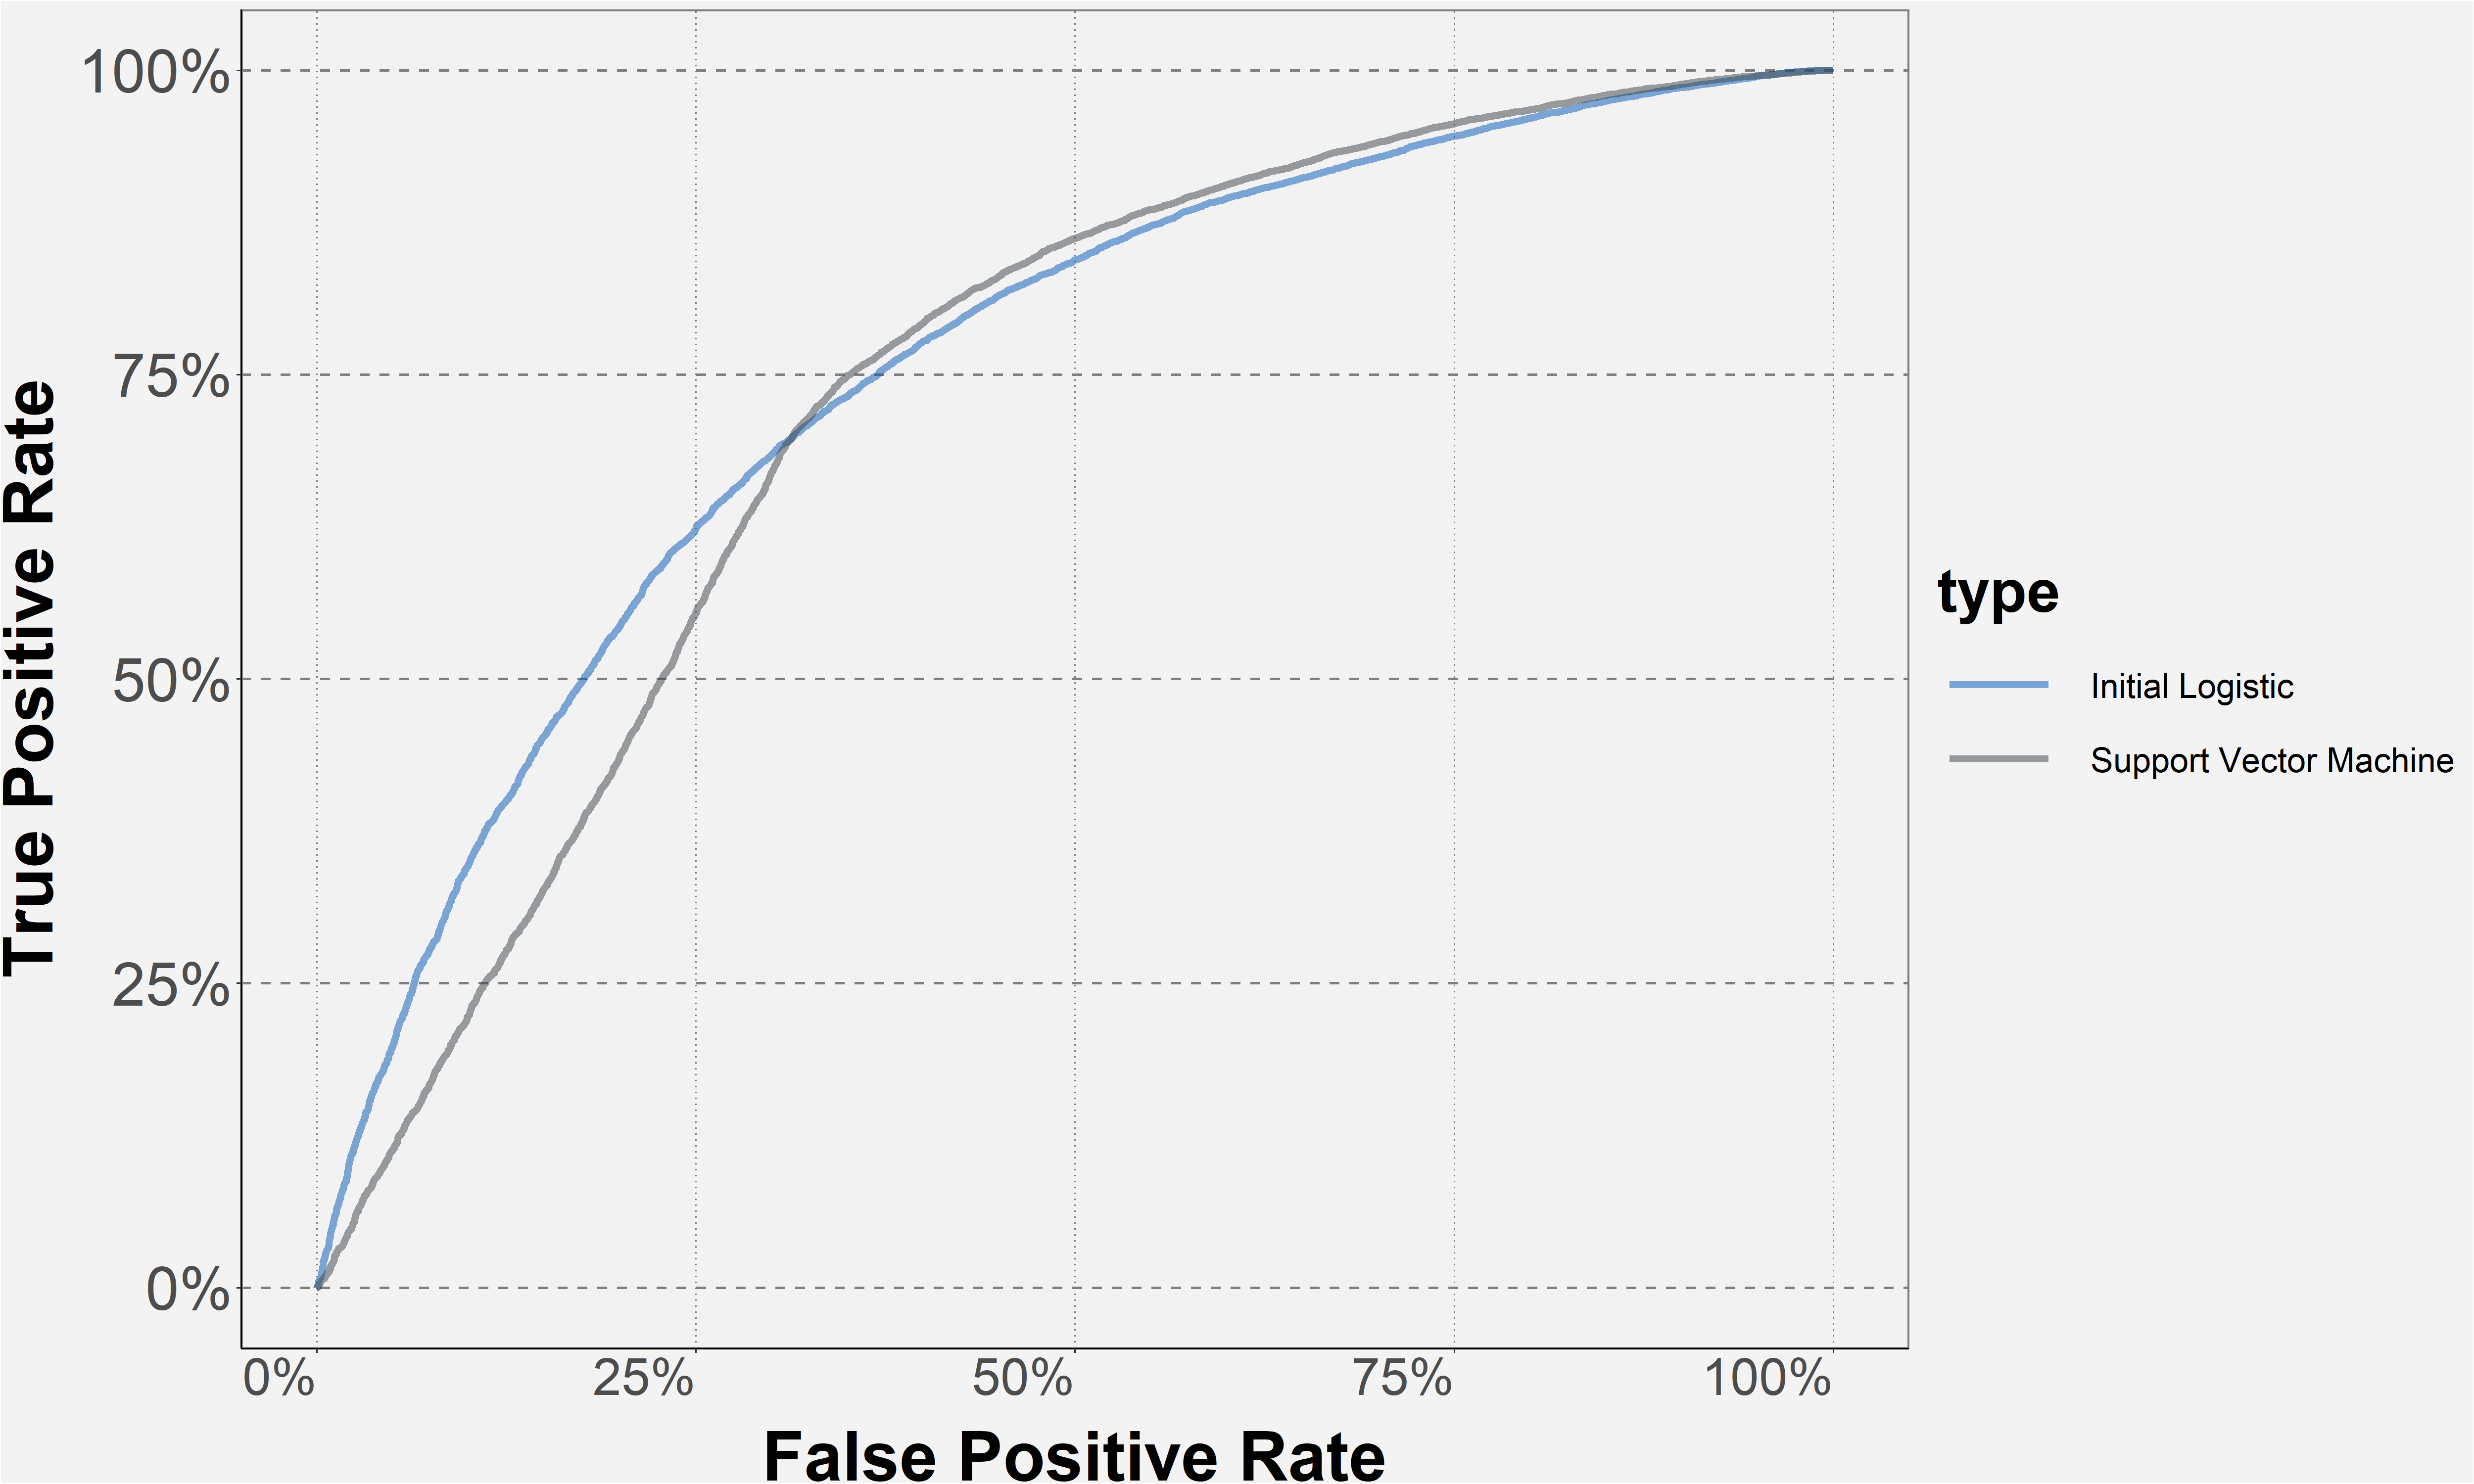 True Positive Rate
100%
75%
50%
25%
0%
0%
25%
50%
75%
100%
False Positive Rate
type
Initial Logistic
Support Vector Machine